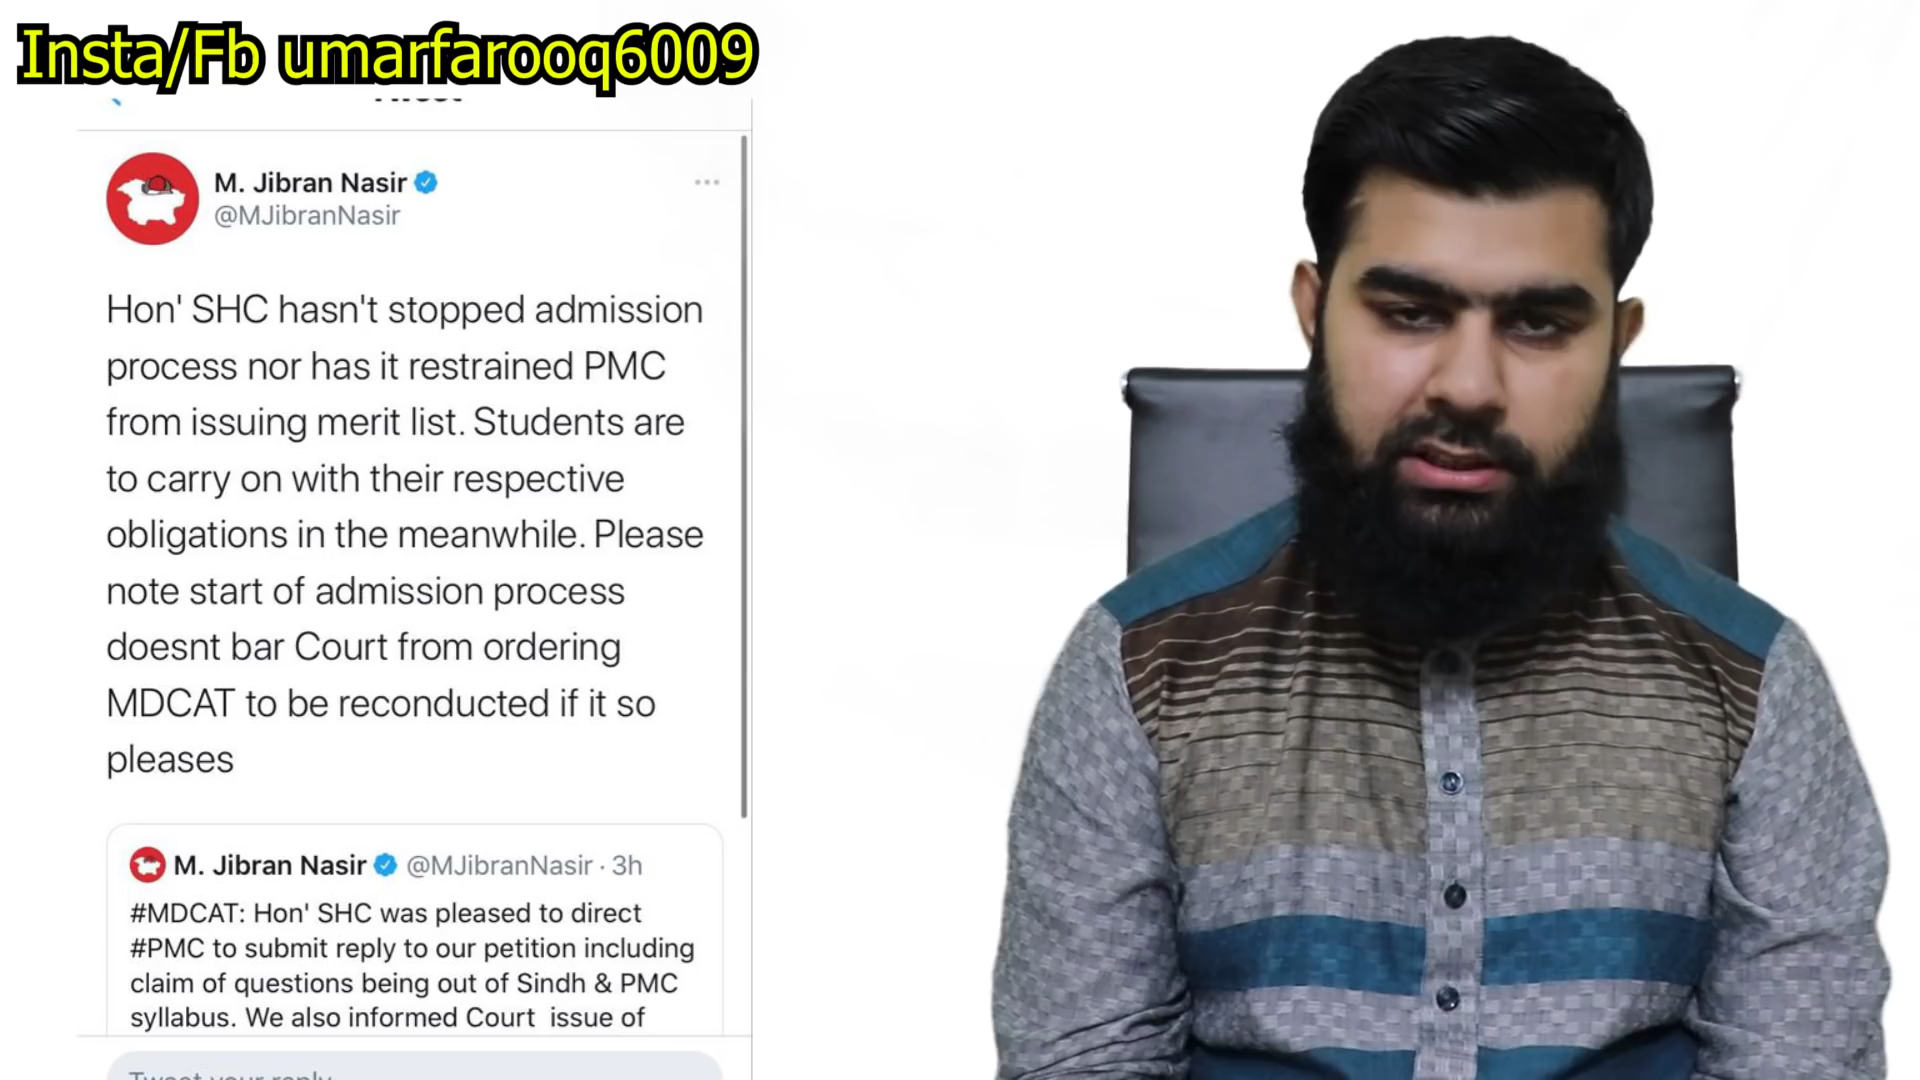 Insta/Fb umarfarooq6009
M. Jibran Nasir
@MJibranNasir
Hon' SHC hasn't stopped admission
process nor has it restrained PMC
from issuing merit list. Students are
to carry on with their respective
obligations in the meanwhile. Please
note start of admission process
doesnt bar Court from ordering
MDCAT to be reconducted if it so
pleases
M. Jibran Nasir @MJibranNasir · 3h
#MDCAT: Hon' SHC was pleased to direct
#PMC to submit reply to our petition including
claim of questions being out of Sindh & PMC
syllabus. We also informed Court issue of
Tweet your reply